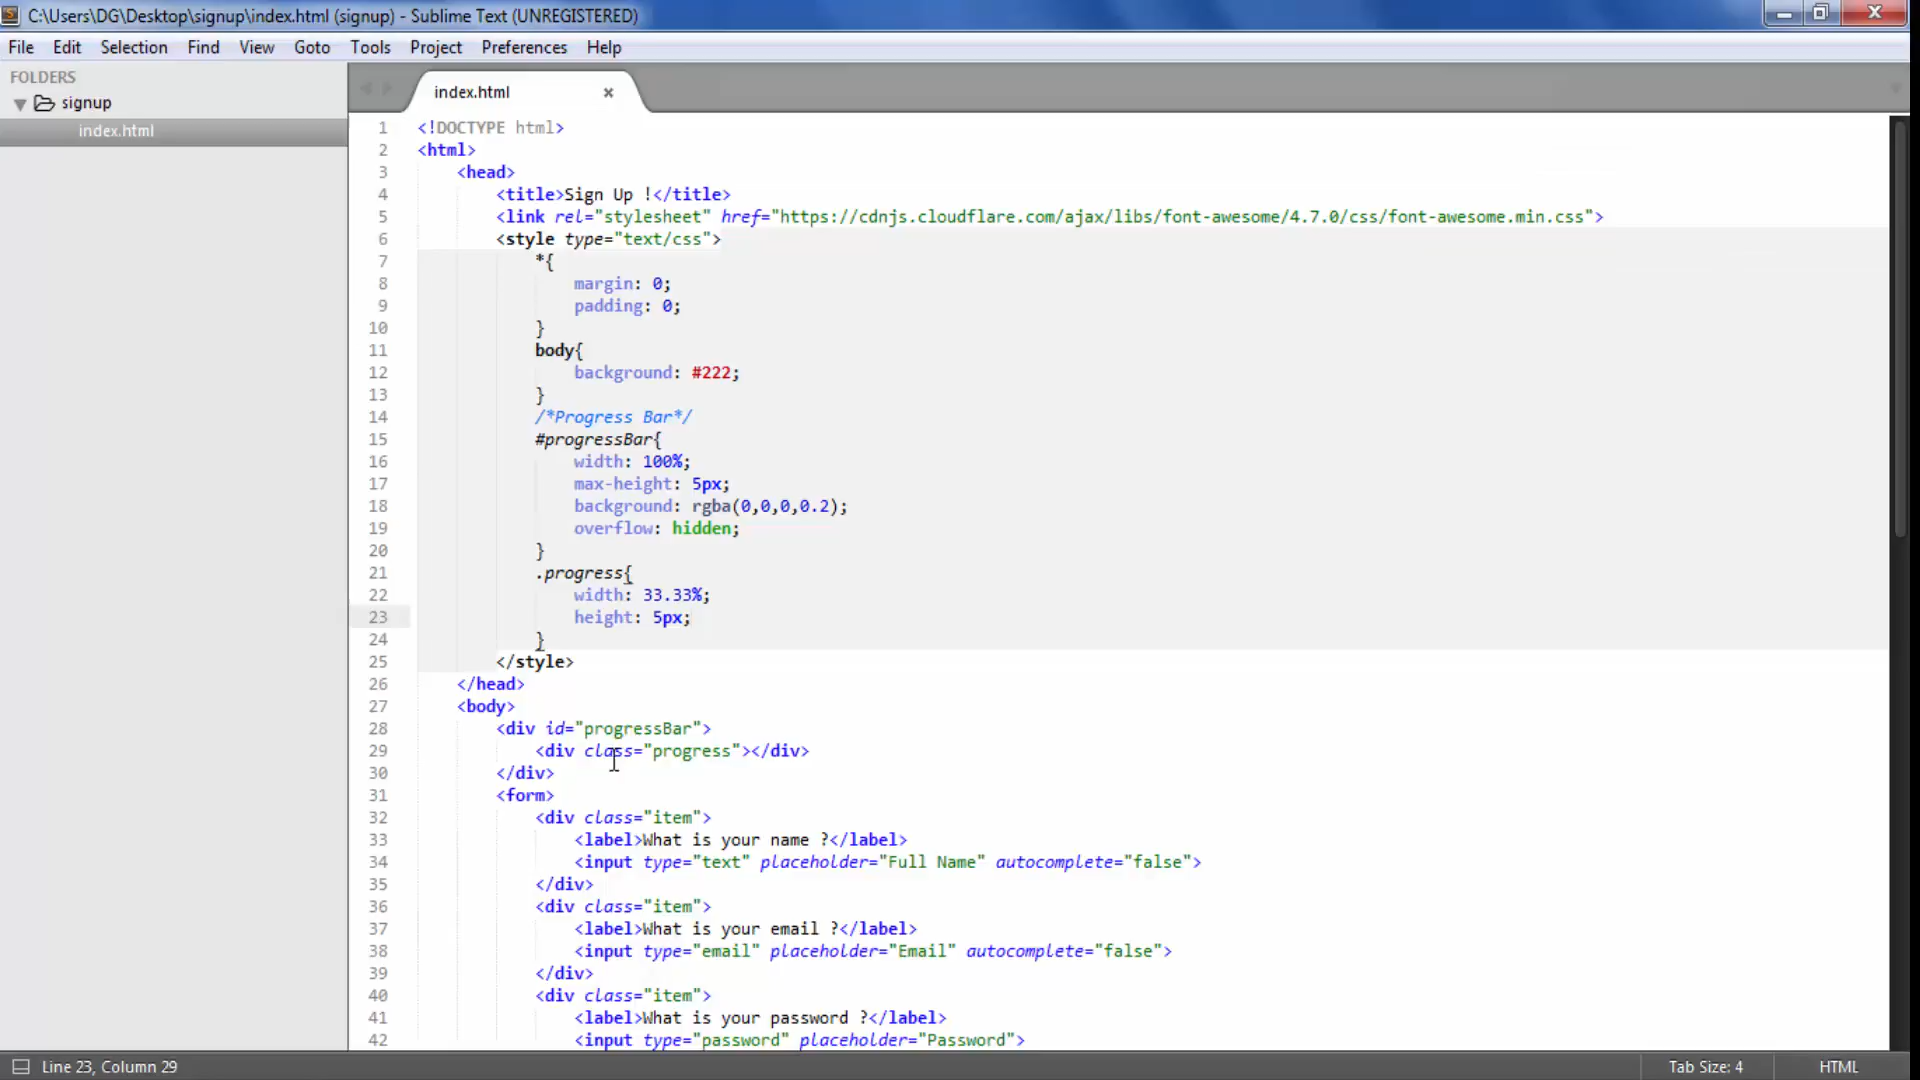 C:\Users\DG\Desktop\signup\index.html (signup) - Sublime Text (UNREGISTERED)
File Edit Selection Find View Goto Tools Project Preferences Help
FOLDERS
signup
index.html
index.html
1 <!DOCTYPE html>
2 <html>
3 <head>
4 <title>Sign Up !</title>
5 <link rel="stylesheet" href="https://cdnjs.cloudflare.com/ajax/libs/font-awesome/4.7.0/css/font-awesome.min.css">
6 <style type="text/css">
7 *{
8 margin: 0;
9 padding: 0;
10 }
11 body{
12 background: #222;
13 }
14 /*Progress Bar*/
15 #progressBar{
16 width: 100%;
17 max-height: 5px;
18 background: rgba(0,0,0,0.2);
19 overflow: hidden;
20 }
21 .progress{
22 width: 33.33%;
23 height: 5px;
24 }
25 </style>
26 </head>
27 <body>
28 <div id="progressBar">
29 <div class="progress"></div>
30 </div>
31 <form>
32 <div class="item">
33 <label>What is your name ?</label>
34 <input type="text" placeholder="Full Name" autocomplete="false">
35 </div>
36 <div class="item">
37 <label>What is your email ?</label>
38 <input type="email" placeholder="Email" autocomplete="false">
39 </div>
40 <div class="item">
41 <label>What is your password ?</label>
42 <input type="password" placeholder="Password">
Line 23, Column 29
Tab Size: 4
HTML